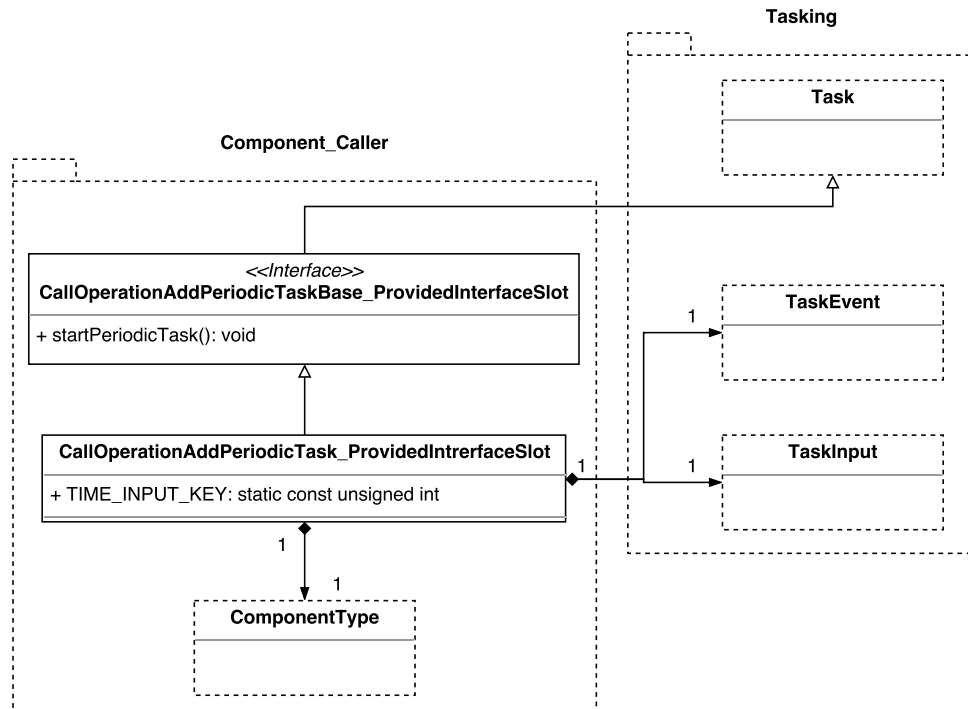 Tasking
Task
Component_Caller
<<Interface>>
CallOperationAddPeriodicTaskBase_ProvidedInterfaceSlot
+ startPeriodicTask(): void
TaskEvent
1
CallOperationAddPeriodicTask_ProvidedIntrerfaceSlot
+ TIME_INPUT_KEY: static const unsigned int
1
1
TaskInput
1
1
ComponentType